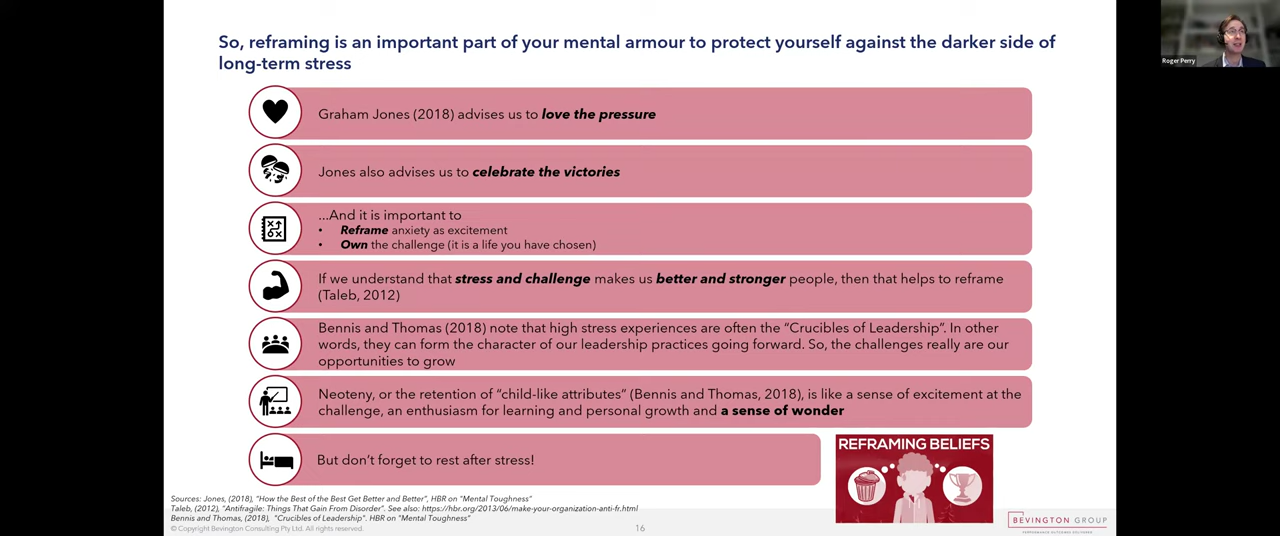 So, reframing is an important part of your mental armour to protect yourself against the darker side of
long-term stress
Roger Perry
Graham Jones (2018) advises us to love the pressure
Jones also advises us to celebrate the victories
...And it is important to
• Reframe anxiety as excitement
• Own the challenge (it is a life you have chosen)
If we understand that stress and challenge makes us better and stronger people, then that helps to reframe
(Taleb, 2012)
Bennis and Thomas (2018) note that high stress experiences are often the “Crucibles of Leadership”. In other
words, they can form the character of our leadership practices going forward. So, the challenges really are our
opportunities to grow
Neoteny, or the retention of “child-like attributes” (Bennis and Thomas, 2018), is like a sense of excitement at the
challenge, an enthusiasm for learning and personal growth and a sense of wonder
But don’t forget to rest after stress!
REFRAMING BELIEFS
Sources: Jones, (2018), “How the Best of the Best Get Better and Better”, HBR on “Mental Toughness”
Taleb, (2012), “Antifragile: Things That Gain From Disorder”. See also: https://hbr.org/2013/06/make-your-organization-anti-fr.html
Bennis and Thomas, (2018), “Crucibles of Leadership”. HBR on “Mental Toughness”
© Copyright Bevington Consulting Pty Ltd. All rights reserved.
16
BEVINGTON GROUP
PERFORMANCE OUTCOMES DELIVERED